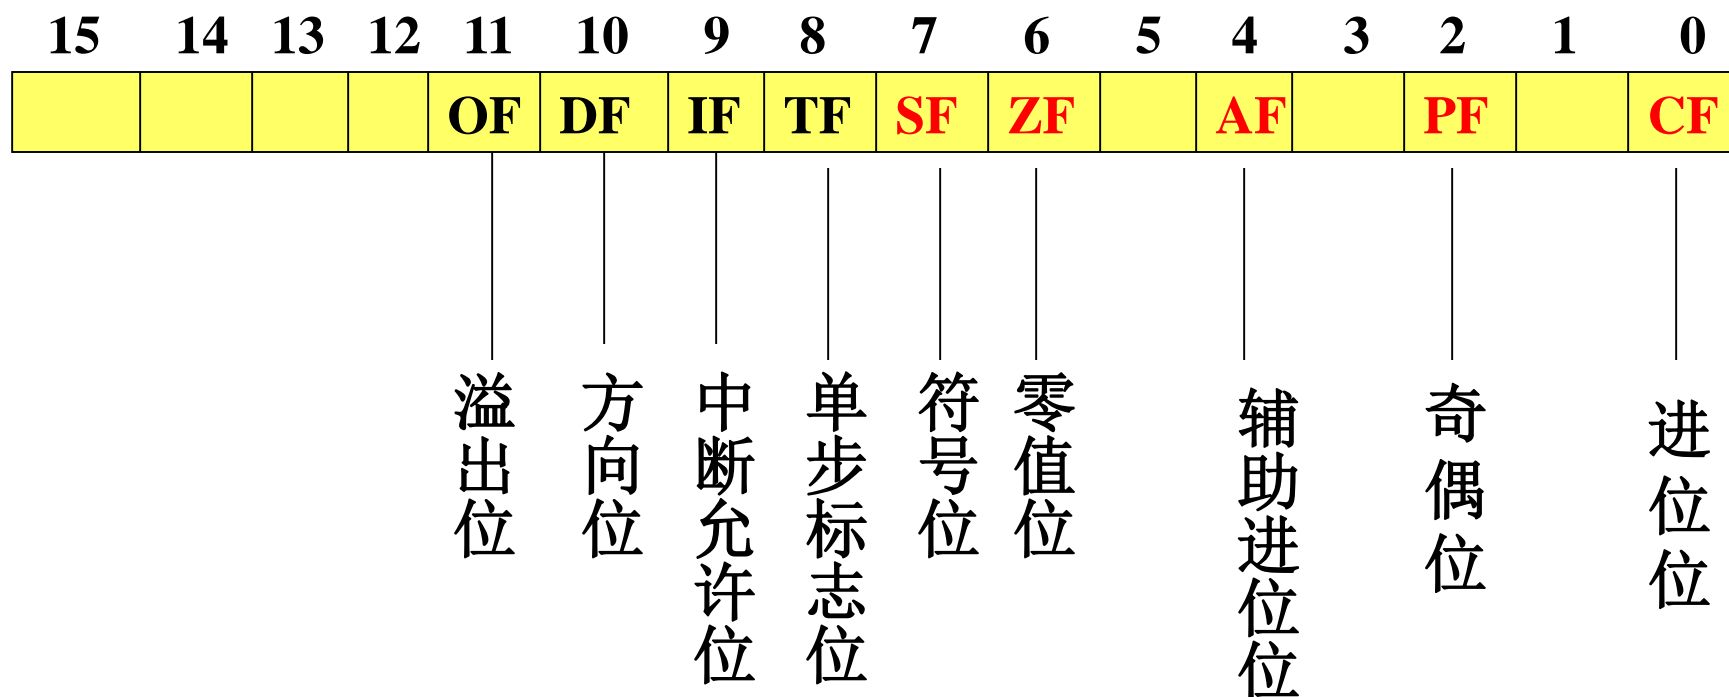 15 14 13 12 11 10 9 8 7 6 5 4 3 2 1 0
OF DF IF TF SF ZF AF PF CF
溢出位
方向位
中断允许位
单步标志位
符号位
零值位
辅助进位位
奇偶位
进位位